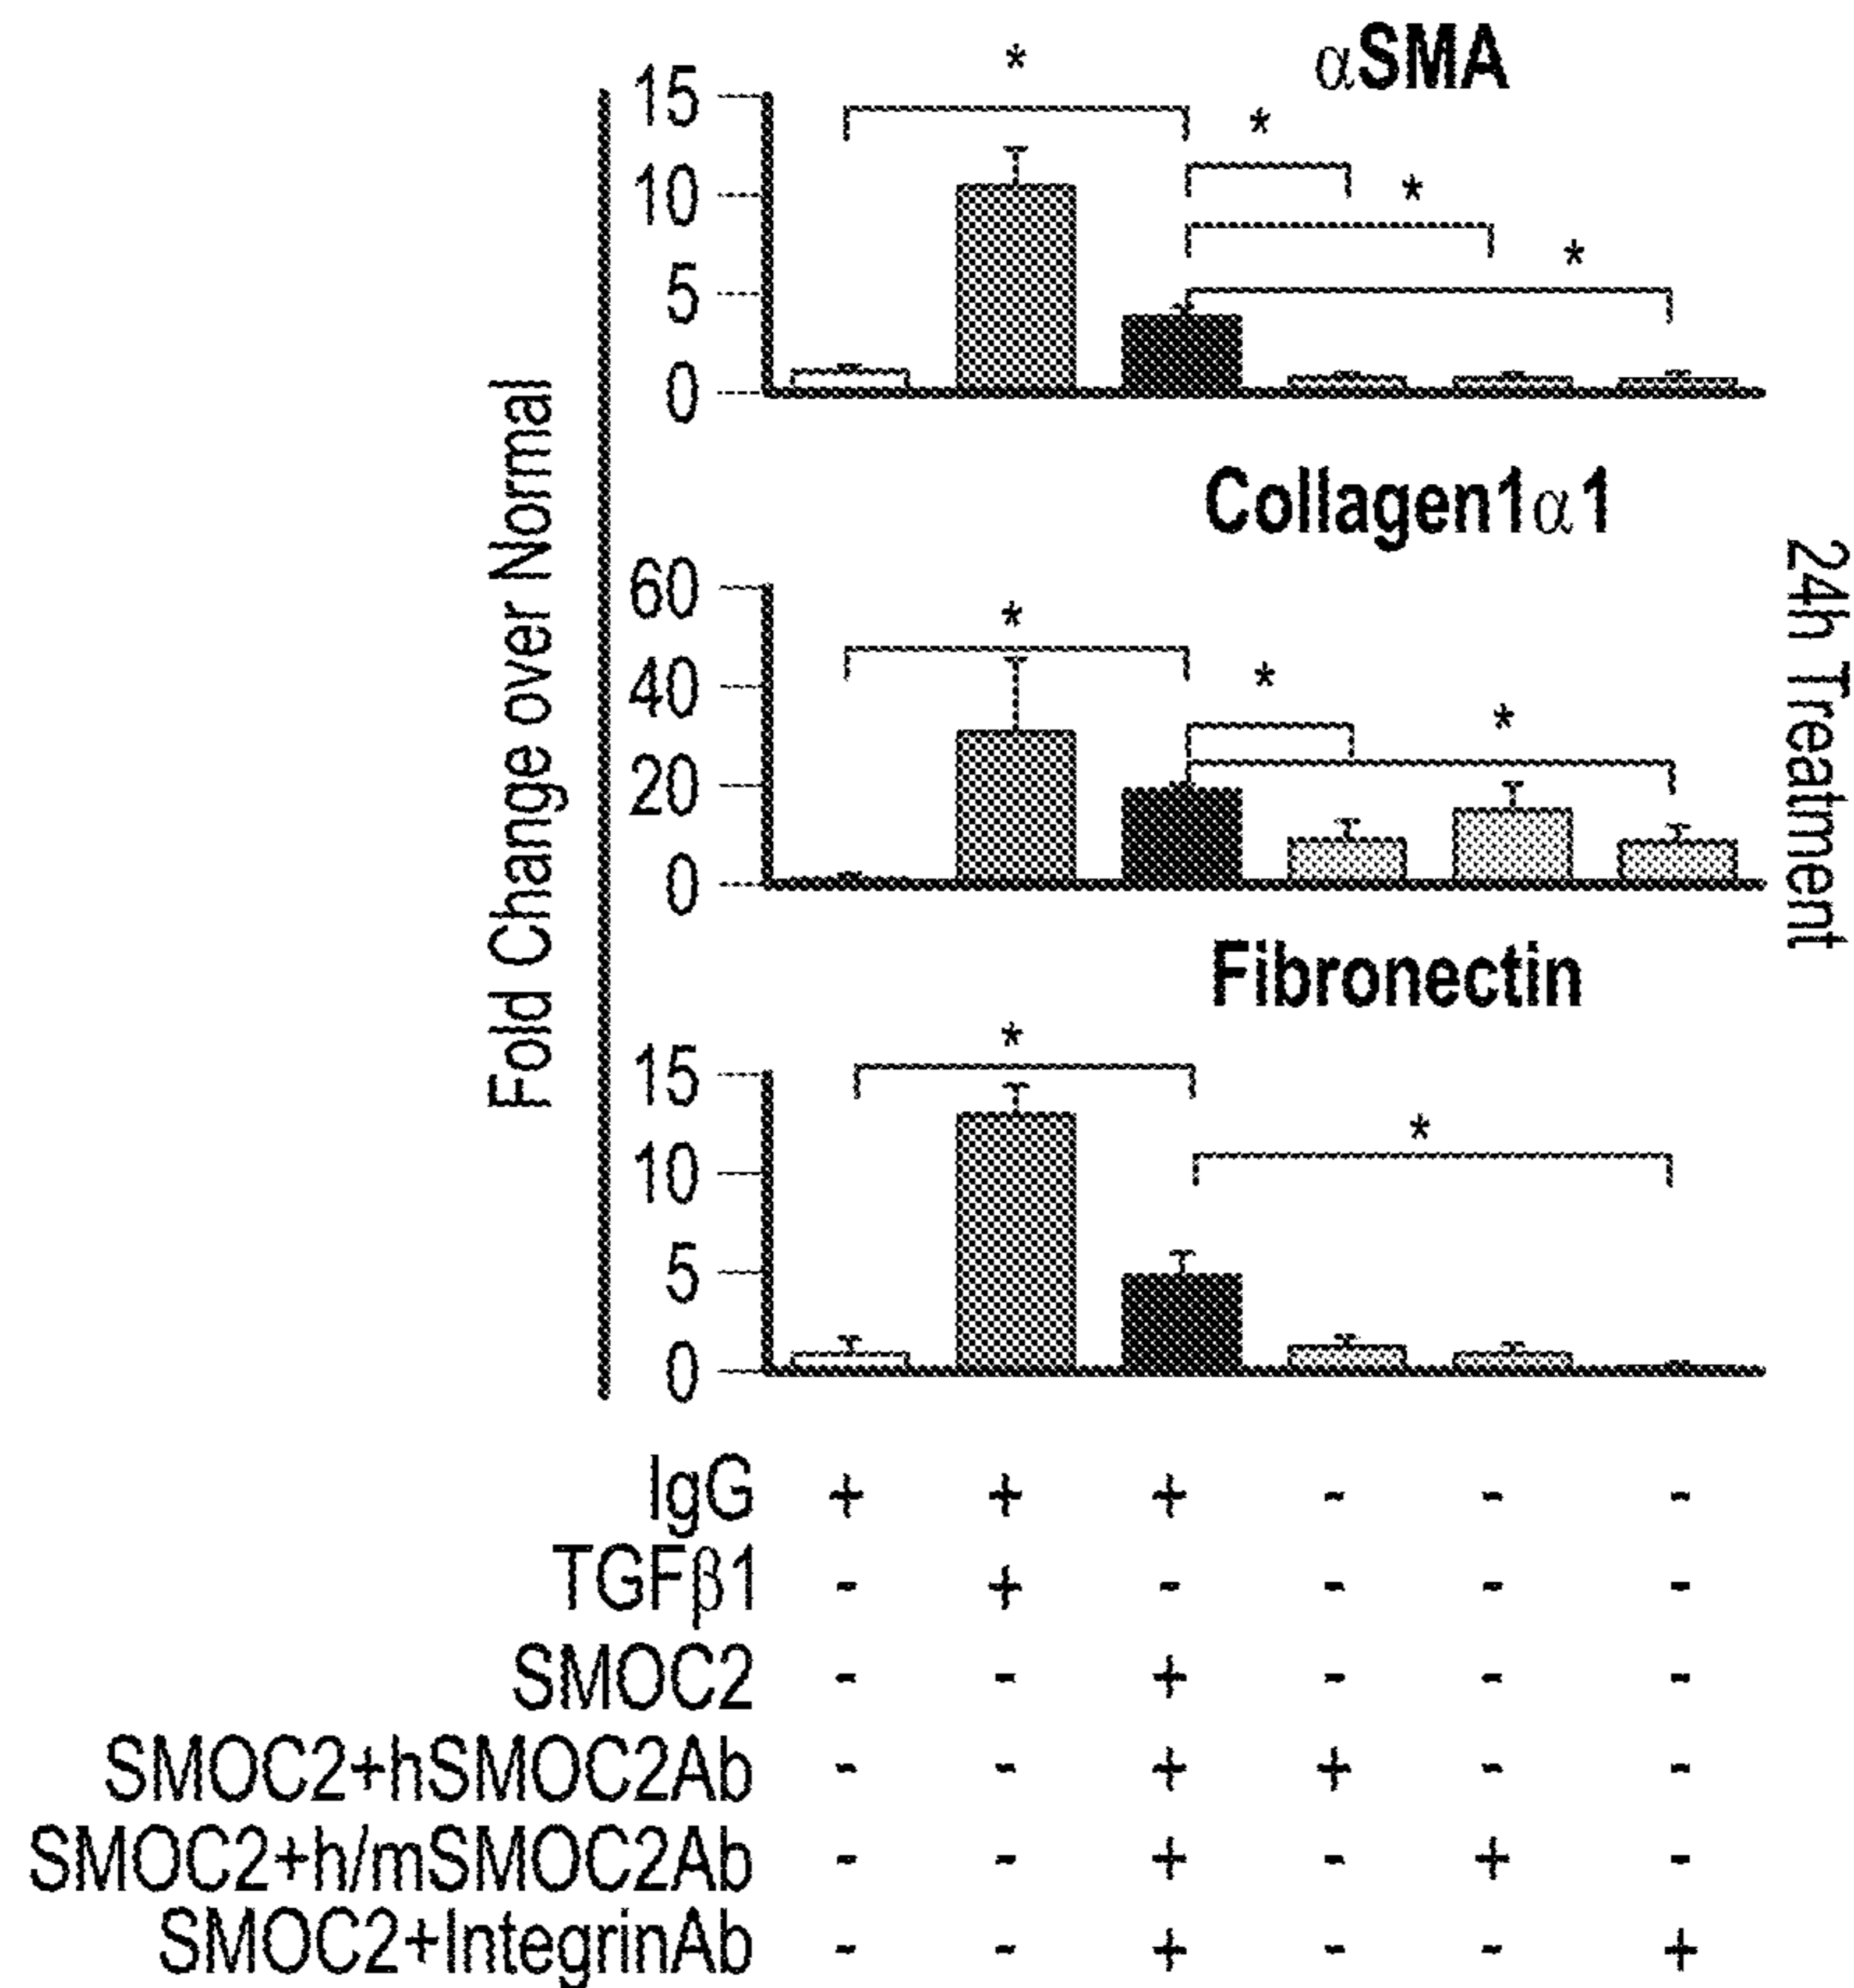 αSMA
*
15
*
10
*
5
*
0
Collagen1α1
60
*
40
*
*
20
0
Fibronectin
*
15
*
10
5
0
Fold Change over Normal
24h Treatment
IgG + + + - - -
TGFβ1 - + - - - -
SMOC2 - - + - - -
SMOC2+hSMOC2Ab - - + + - -
SMOC2+h/mSMOC2Ab - - + - + -
SMOC2+IntegrinAb - - + - - +